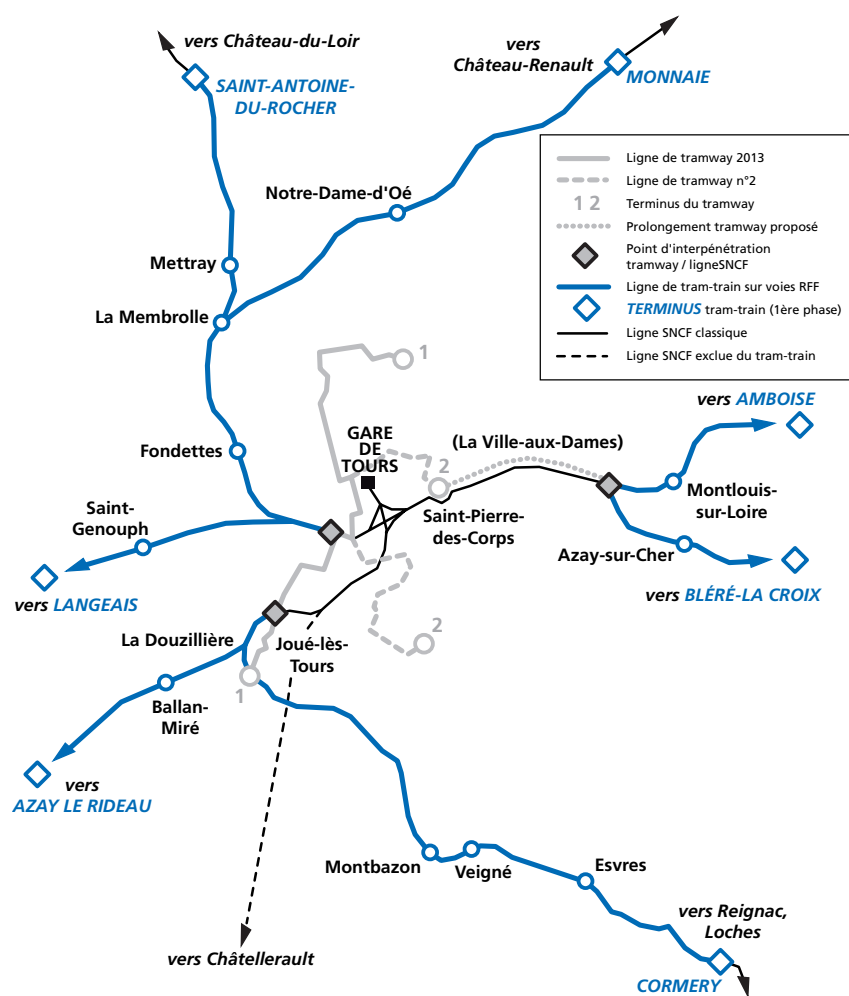 vers Château-du-Loir
SAINT-ANTOINE-
DU-ROCHER
vers
Château-Renault
MONNAIE
Ligne de tramway 2013
Ligne de tramway n°2
1 2 Terminus du tramway
Prolongement tramway proposé
Point d'interpénétration
tramway / ligneSNCF
Ligne de tram-train sur voies RFF
TERMINUS tram-train (1ère phase)
Ligne SNCF classique
Ligne SNCF exclue du tram-train
Notre-Dame-d'Oé
Mettray
La Membrolle
1
vers AMBOISE
GARE
DE
TOURS
(La Ville-aux-Dames)
Fondettes
2
Montlouis-
sur-Loire
Saint-
Genouph
Saint-Pierre-
des-Corps
Azay-sur-Cher
vers LANGEAIS
vers BLÉRÉ-LA CROIX
La Douzillière
Joué-lès-
Tours
2
1
Ballan-
Miré
vers
AZAY LE RIDEAU
Montbazon
Veigné
Esvres
vers Reignac,
Loches
vers Châtellerault
CORMERY